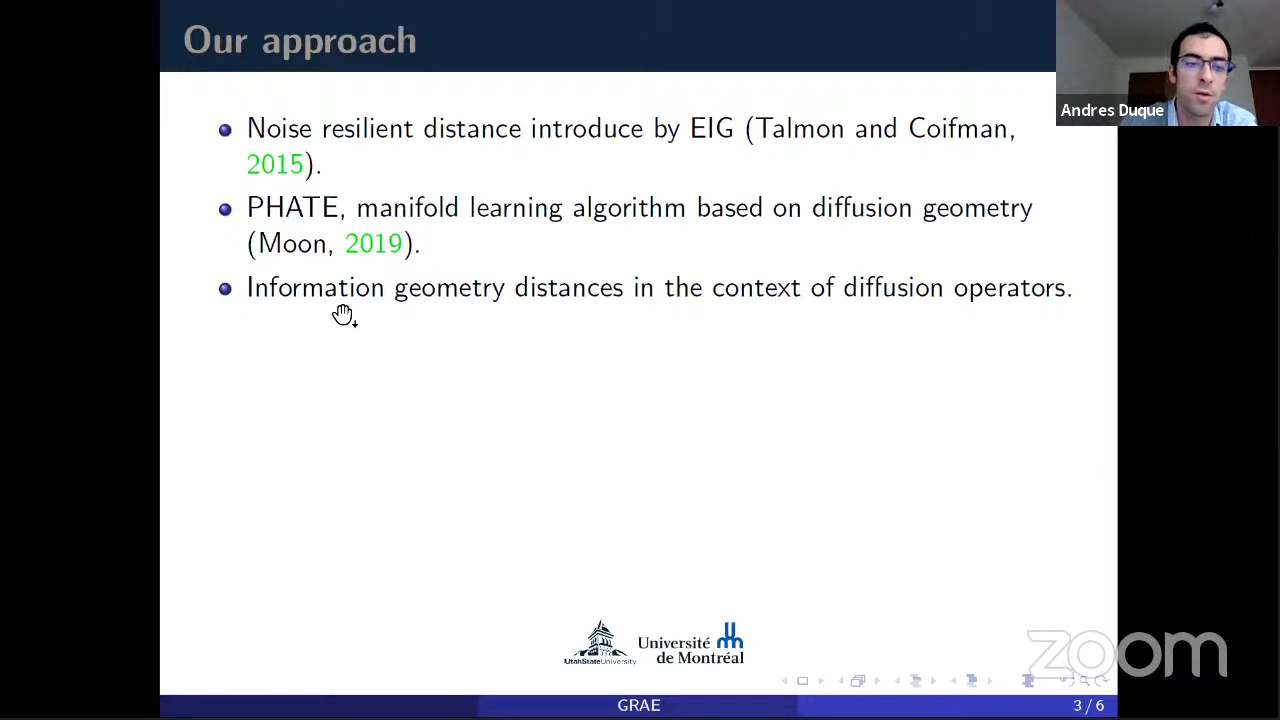 Our approach
Andres Duque
Noise resilient distance introduce by EIG (Talmon and Coifman,
2015).
PHATE, manifold learning algorithm based on diffusion geometry
(Moon, 2019).
Information geometry distances in the context of diffusion operators.
UtahStateUniversity
Université
de Montréal
zoom
GRAE
3 / 6